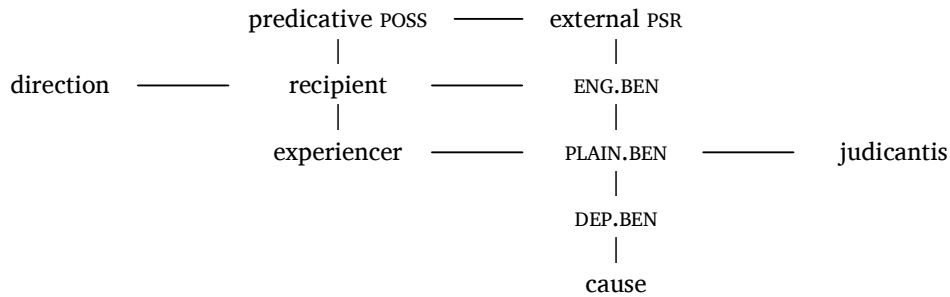 predicative POSS external PSR
direction recipient ENG.BEN
experiencer PLAIN.BEN judicantis
DEP.BEN
cause